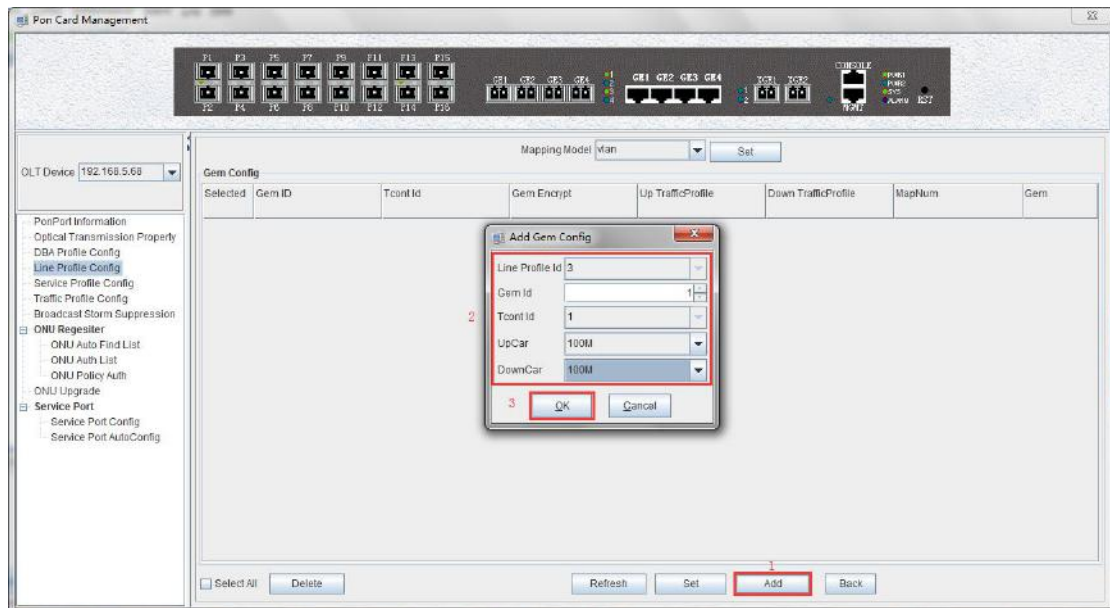 Pon Card Management
P1 P3 P5 P7 P9 P11 P13 P15
GE1 GE2 GE3 GE4
GE1 GE2 GE3 GE4
CONSOLE
P2 P4 P6 P8 P10 P12 P14 P16
MGMT
RST
Mapping Model vlan Set
OLT Device 192.168.5.68
Gem Config
Selected Gem ID Tcont Id Gem Encrypt Up TrafficProfile Down TrafficProfile MapNum Gem
PonPort Information
Optical Transmission Property
DBA Profile Config
Line Profile Config
Service Profile Config
Traffic Profile Config
Broadcast Storm Suppression
ONU Regesiter
ONU Auto Find List
ONU Auth List
ONU Policy Auth
ONU Upgrade
Service Port
Service Port Config
Service Port AutoConfig
Add Gem Config
Line Profile Id 3
Gem Id 1
2
Tcont Id 1
UpCar 100M
DownCar 100M
3 OK Cancel
1
Select All Delete Refresh Set Add Back